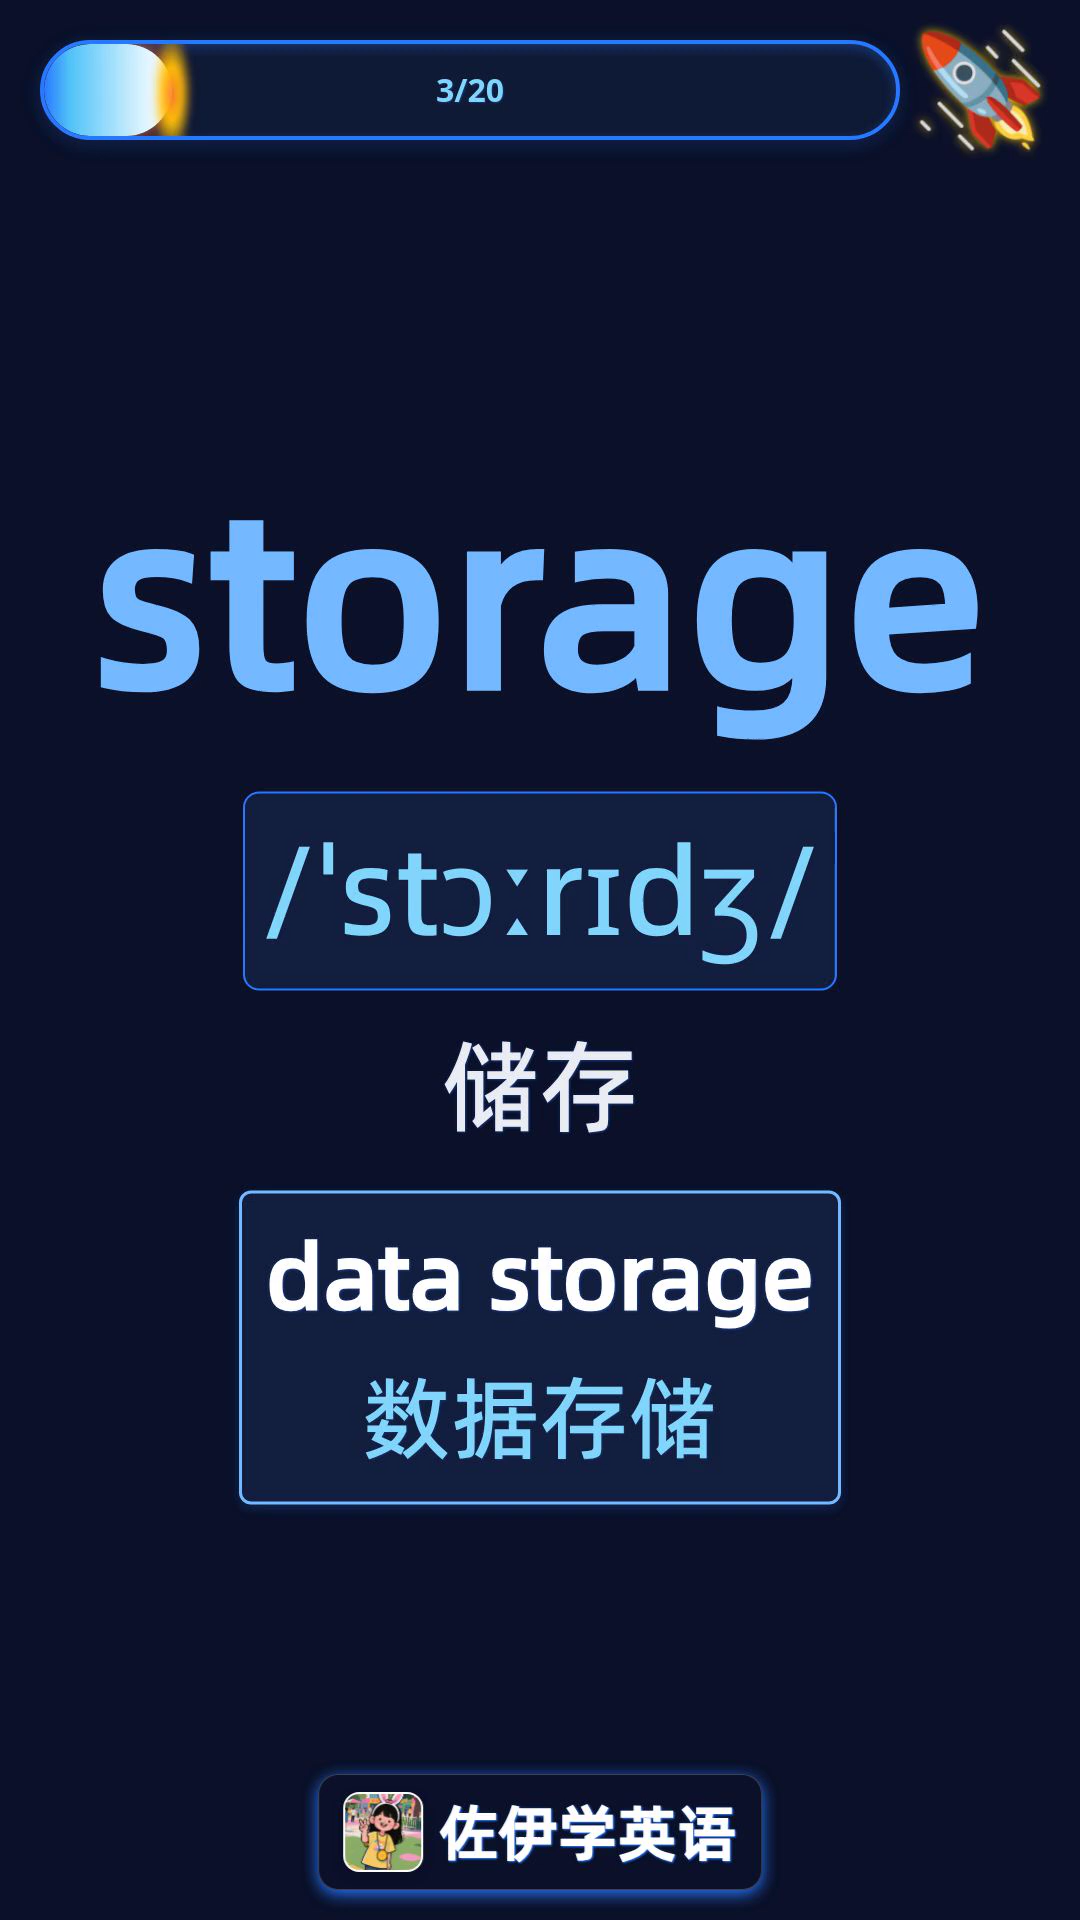 3/20
storage
/ˈstɔːrɪdʒ/
储存
data storage
数据存储
佐伊学英语